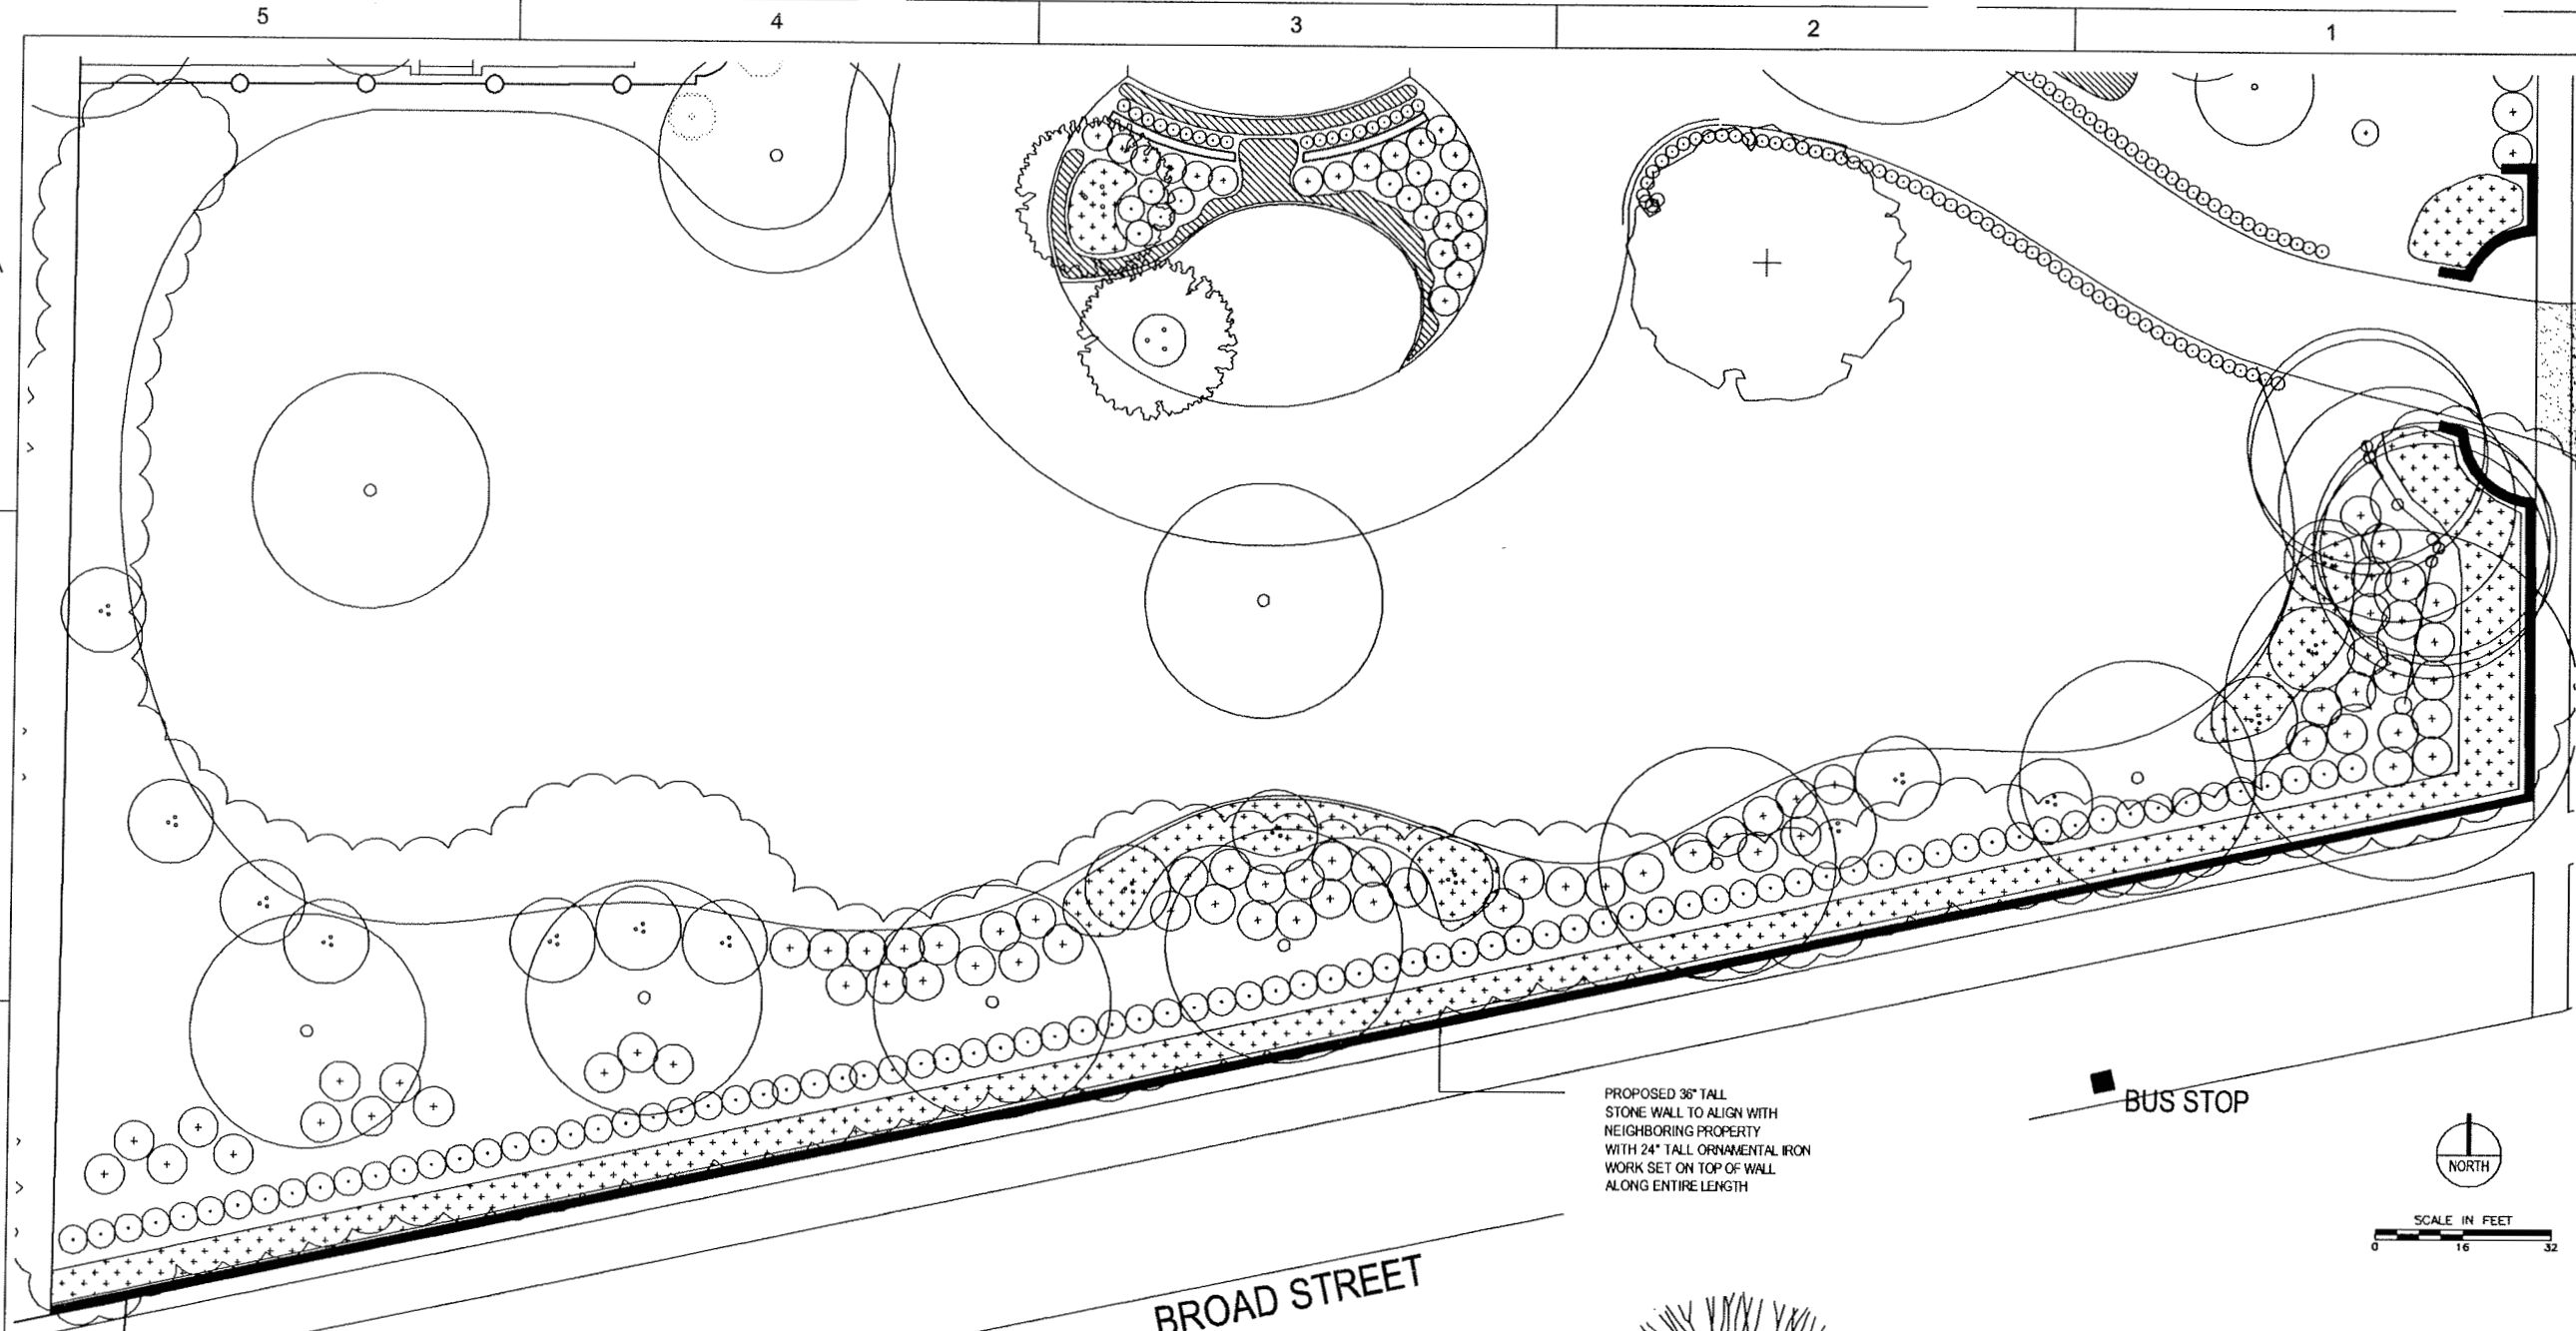 5 4 3 2 1
PROPOSED 36" TALL
STONE WALL TO ALIGN WITH
NEIGHBORING PROPERTY
WITH 24" TALL ORNAMENTAL IRON
WORK SET ON TOP OF WALL
ALONG ENTIRE LENGTH
BUS STOP
NORTH
SCALE IN FEET
0 16 32
BROAD STREET